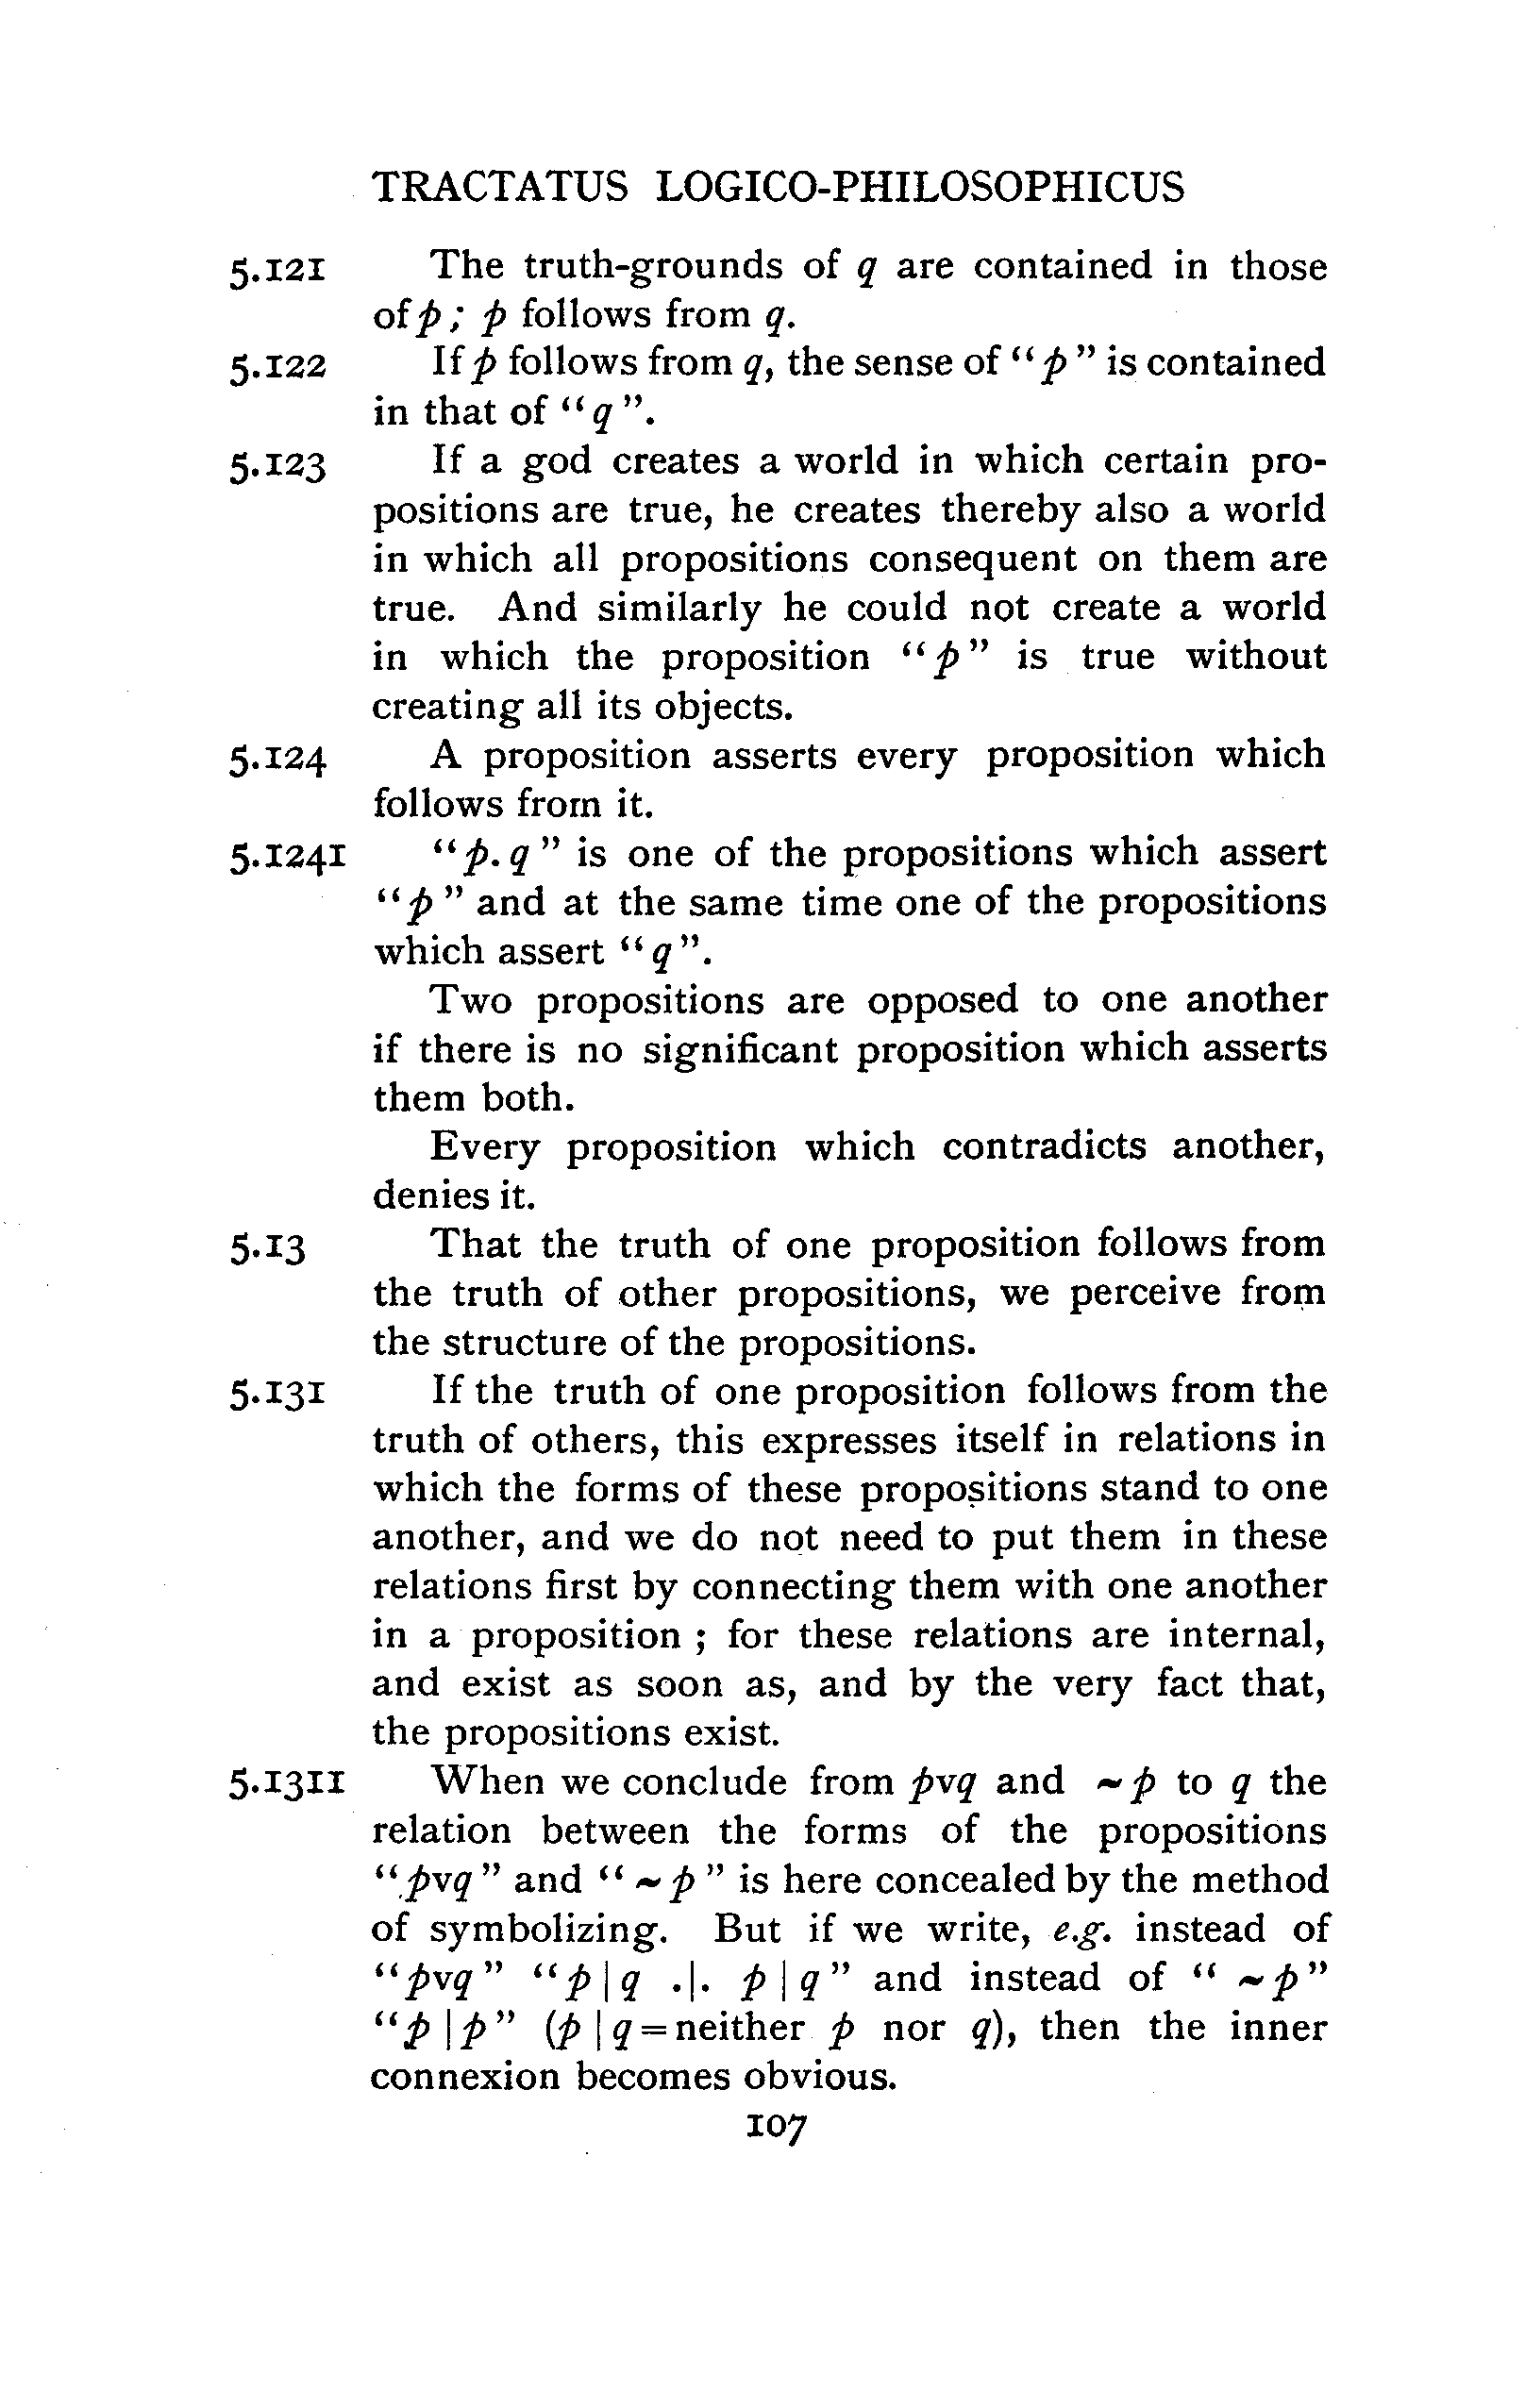 TRACTATUS LOGICO-PHILOSOPHICUS
5.121 The truth-grounds of q are contained in those
of p; p follows from q.
5.122 If p follows from q, the sense of “p” is contained
in that of “q”.
5.123 If a god creates a world in which certain pro-
positions are true, he creates thereby also a world
in which all propositions consequent on them are
true. And similarly he could not create a world
in which the proposition “p” is true without
creating all its objects.
5.124 A proposition asserts every proposition which
follows from it.
5.1241 “p.q” is one of the propositions which assert
“p” and at the same time one of the propositions
which assert “q”.
Two propositions are opposed to one another
if there is no significant proposition which asserts
them both.
Every proposition which contradicts another,
denies it.
5.13 That the truth of one proposition follows from
the truth of other propositions, we perceive from
the structure of the propositions.
5.131 If the truth of one proposition follows from the
truth of others, this expresses itself in relations in
which the forms of these propositions stand to one
another, and we do not need to put them in these
relations first by connecting them with one another
in a proposition ; for these relations are internal,
and exist as soon as, and by the very fact that,
the propositions exist.
5.1311 When we conclude from pvq and ~p to q the
relation between the forms of the propositions
“pvq” and “~p” is here concealed by the method
of symbolizing. But if we write, e.g. instead of
“pvq” “p|q .|. p|q” and instead of “~p”
“p|p” (p|q=neither p nor q), then the inner
connexion becomes obvious.
107